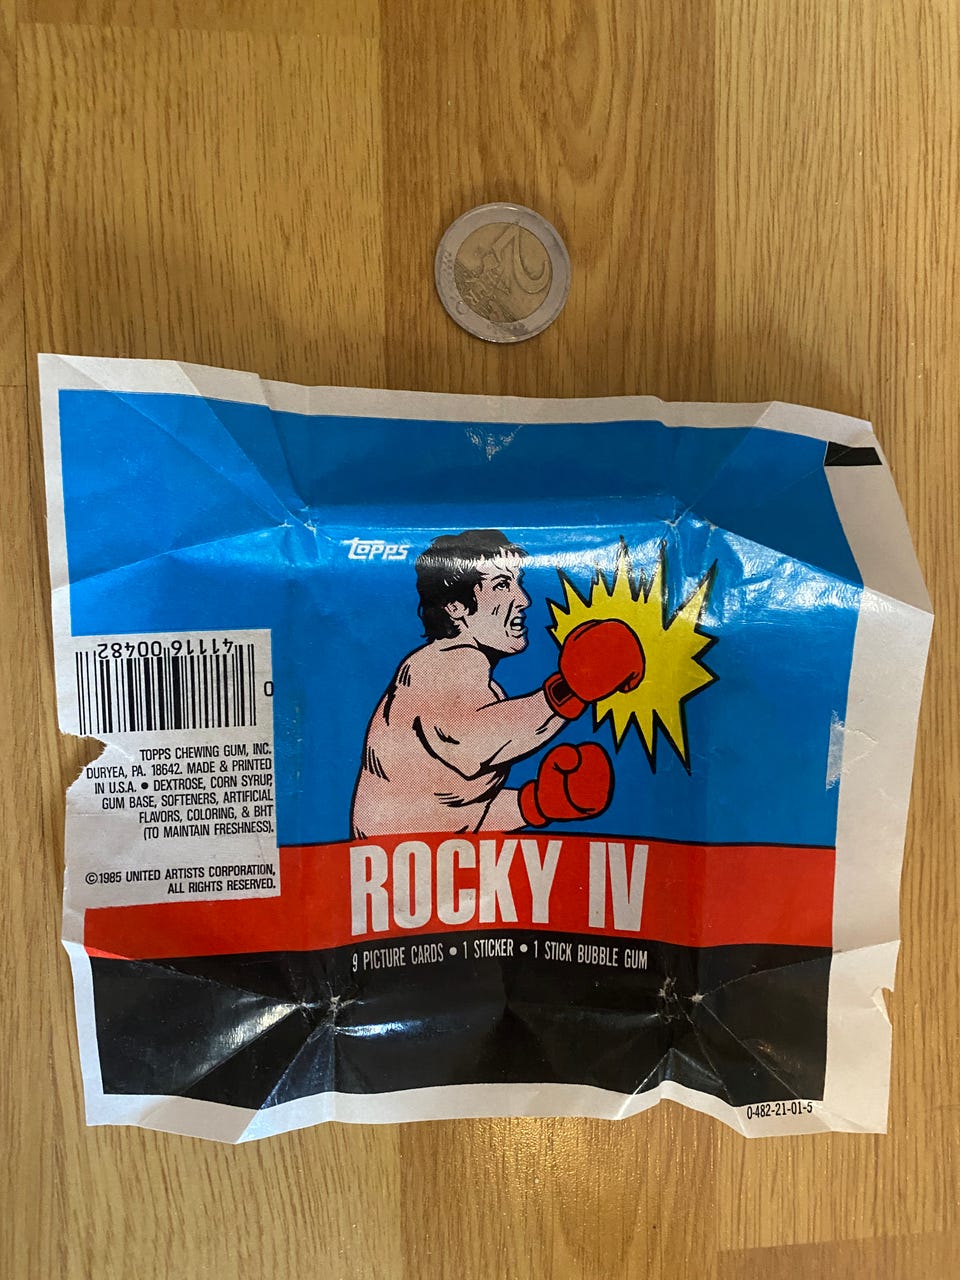 2
topps
41116 00482
0
TOPPS CHEWING GUM, INC.
DURYEA, PA. 18642. MADE & PRINTED
IN U.S.A. • DEXTROSE, CORN SYRUP,
GUM BASE, SOFTENERS, ARTIFICIAL
FLAVORS, COLORING, & BHT
(TO MAINTAIN FRESHNESS).
©1985 UNITED ARTISTS CORPORATION,
ALL RIGHTS RESERVED.
ROCKY IV
9 PICTURE CARDS • 1 STICKER • 1 STICK BUBBLE GUM
0-482-21-01-5